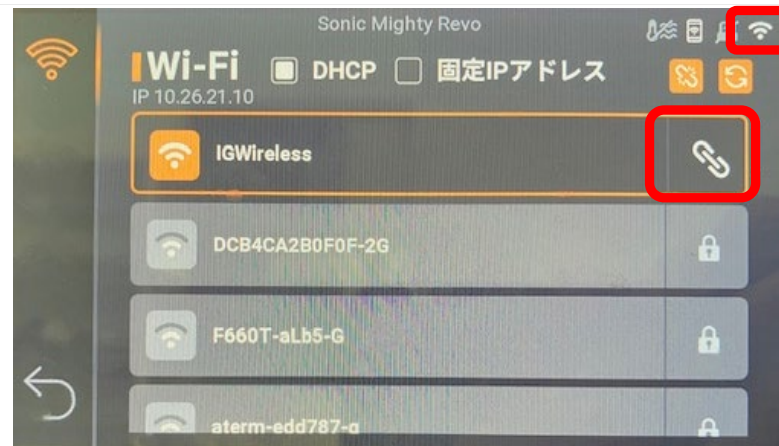 Sonic Mighty Revo
Wi-Fi DHCP 固定IPアドレス
IP 10.26.21.10
IGWireless
DCB4CA2B0F0F-2G
F660T-aLb5-G
aterm-edd787-g